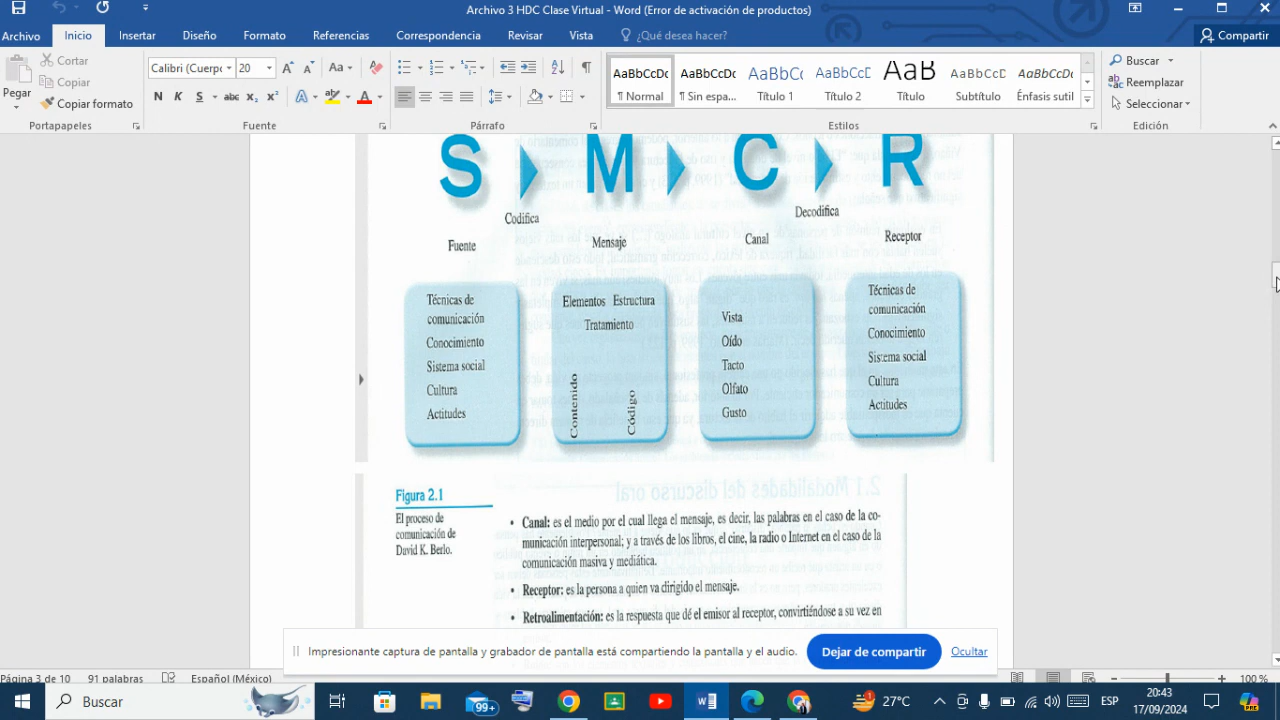 Archivo 3 HDC Clase Virtual - Word (Error de activación de productos)
Archivo Inicio Insertar Diseño Formato Referencias Correspondencia Revisar Vista ¿Qué desea hacer? Compartir
Pegar
Cortar
Copiar
Copiar formato
Calibri (Cuerpo 20
Aa
N K S abc x₂ x² A A
AaBbCcDc AaBbCcDc AaBbCc AaBbCcD AaB AaBbCcD AaBbCcDc
¶ Normal ¶ Sin espa... Título 1 Título 2 Título Subtítulo Énfasis sutil
Buscar
Reemplazar
Seleccionar
Portapapeles Fuente Párrafo Estilos Edición
S M C R
Codifica Decodifica
Fuente Mensaje Canal Receptor
Técnicas de
comunicación
Conocimiento
Sistema social
Cultura
Actitudes
Elementos Estructura
Tratamiento
Contenido
Código
Vista
Oído
Tacto
Olfato
Gusto
Técnicas de
comunicación
Conocimiento
Sistema social
Cultura
Actitudes
Figura 2.1
El proceso de
comunicación de
David K. Berlo.
• Canal: es el medio por el cual llega el mensaje, es decir, las palabras en el caso de la co-
municación interpersonal; y a través de los libros, el cine, la radio o Internet en el caso de la
comunicación masiva y mediática.
• Receptor: es la persona a quien va dirigido el mensaje.
• Retroalimentación: es la respuesta que dé el emisor al receptor, convirtiéndose a su vez en
Impresionante captura de pantalla y grabador de pantalla está compartiendo la pantalla y el audio. Dejar de compartir Ocultar
Página 3 de 10 91 palabras Español (México) 100 %
Buscar
99+
27°C
ESP
20:43
17/09/2024